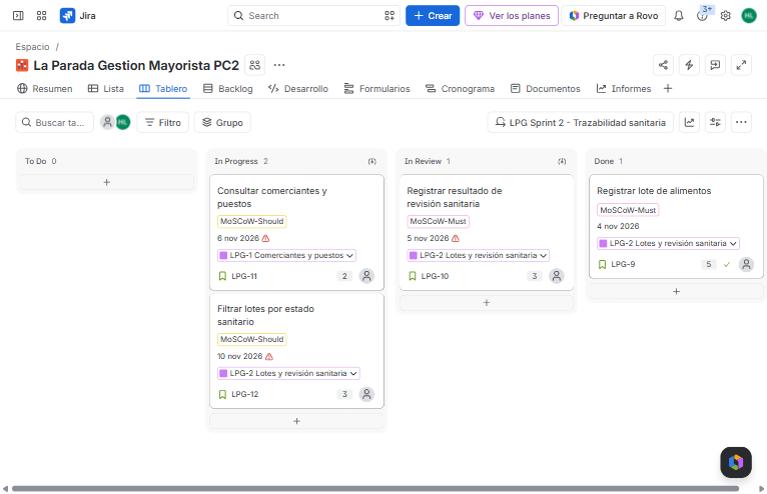 Jira
Search
Crear
Ver los planes
Preguntar a Rovo
3+
HL
Espacio /
La Parada Gestion Mayorista PC2
Resumen
Lista
Tablero
Backlog
Desarrollo
Formularios
Cronograma
Documentos
Informes
Buscar ta...
HL
Filtro
Grupo
LPG Sprint 2 - Trazabilidad sanitaria
To Do 0
In Progress 2
Consultar comerciantes y
puestos
MoSCoW-Should
6 nov 2026
LPG-1 Comerciantes y puestos
LPG-11
2
Filtrar lotes por estado
sanitario
MoSCoW-Should
10 nov 2026
LPG-2 Lotes y revisión sanitaria
LPG-12
3
In Review 1
Registrar resultado de
revisión sanitaria
MoSCoW-Must
5 nov 2026
LPG-2 Lotes y revisión sanitaria
LPG-10
3
Done 1
Registrar lote de alimentos
MoSCoW-Must
4 nov 2026
LPG-2 Lotes y revisión sanitaria
LPG-9
5